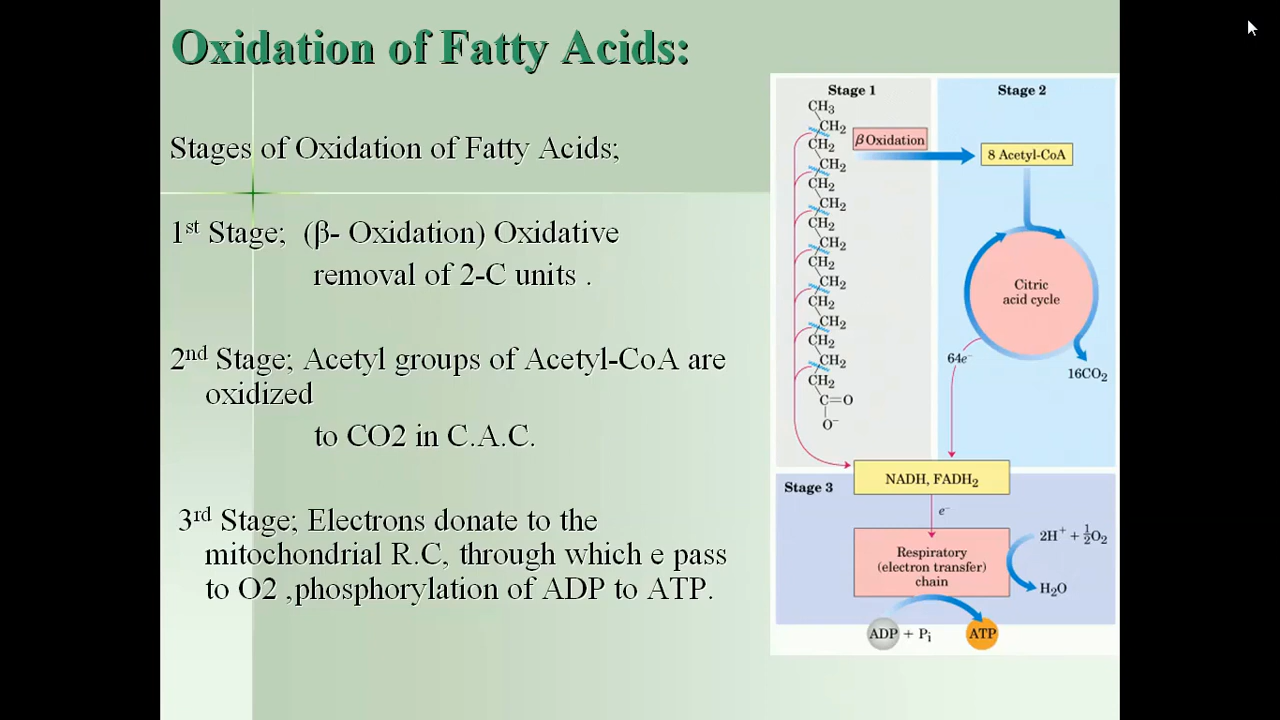 Oxidation of Fatty Acids:
Stages of Oxidation of Fatty Acids;
1st Stage; (β- Oxidation) Oxidative
removal of 2-C units .
2nd Stage; Acetyl groups of Acetyl-CoA are
oxidized
to CO2 in C.A.C.
3rd Stage; Electrons donate to the
mitochondrial R.C, through which e pass
to O2 ,phosphorylation of ADP to ATP.
Stage 1
CH3
CH2
CH2
CH2
CH2
CH2
CH2
CH2
CH2
CH2
CH2
CH2
CH2
CH2
CH2
C=O
O-
β Oxidation
Stage 2
8 Acetyl-CoA
Citric
acid cycle
64e-
16CO2
NADH, FADH2
Stage 3
e-
Respiratory
(electron transfer)
chain
2H+ + 1/2O2
H2O
ADP + Pi
ATP